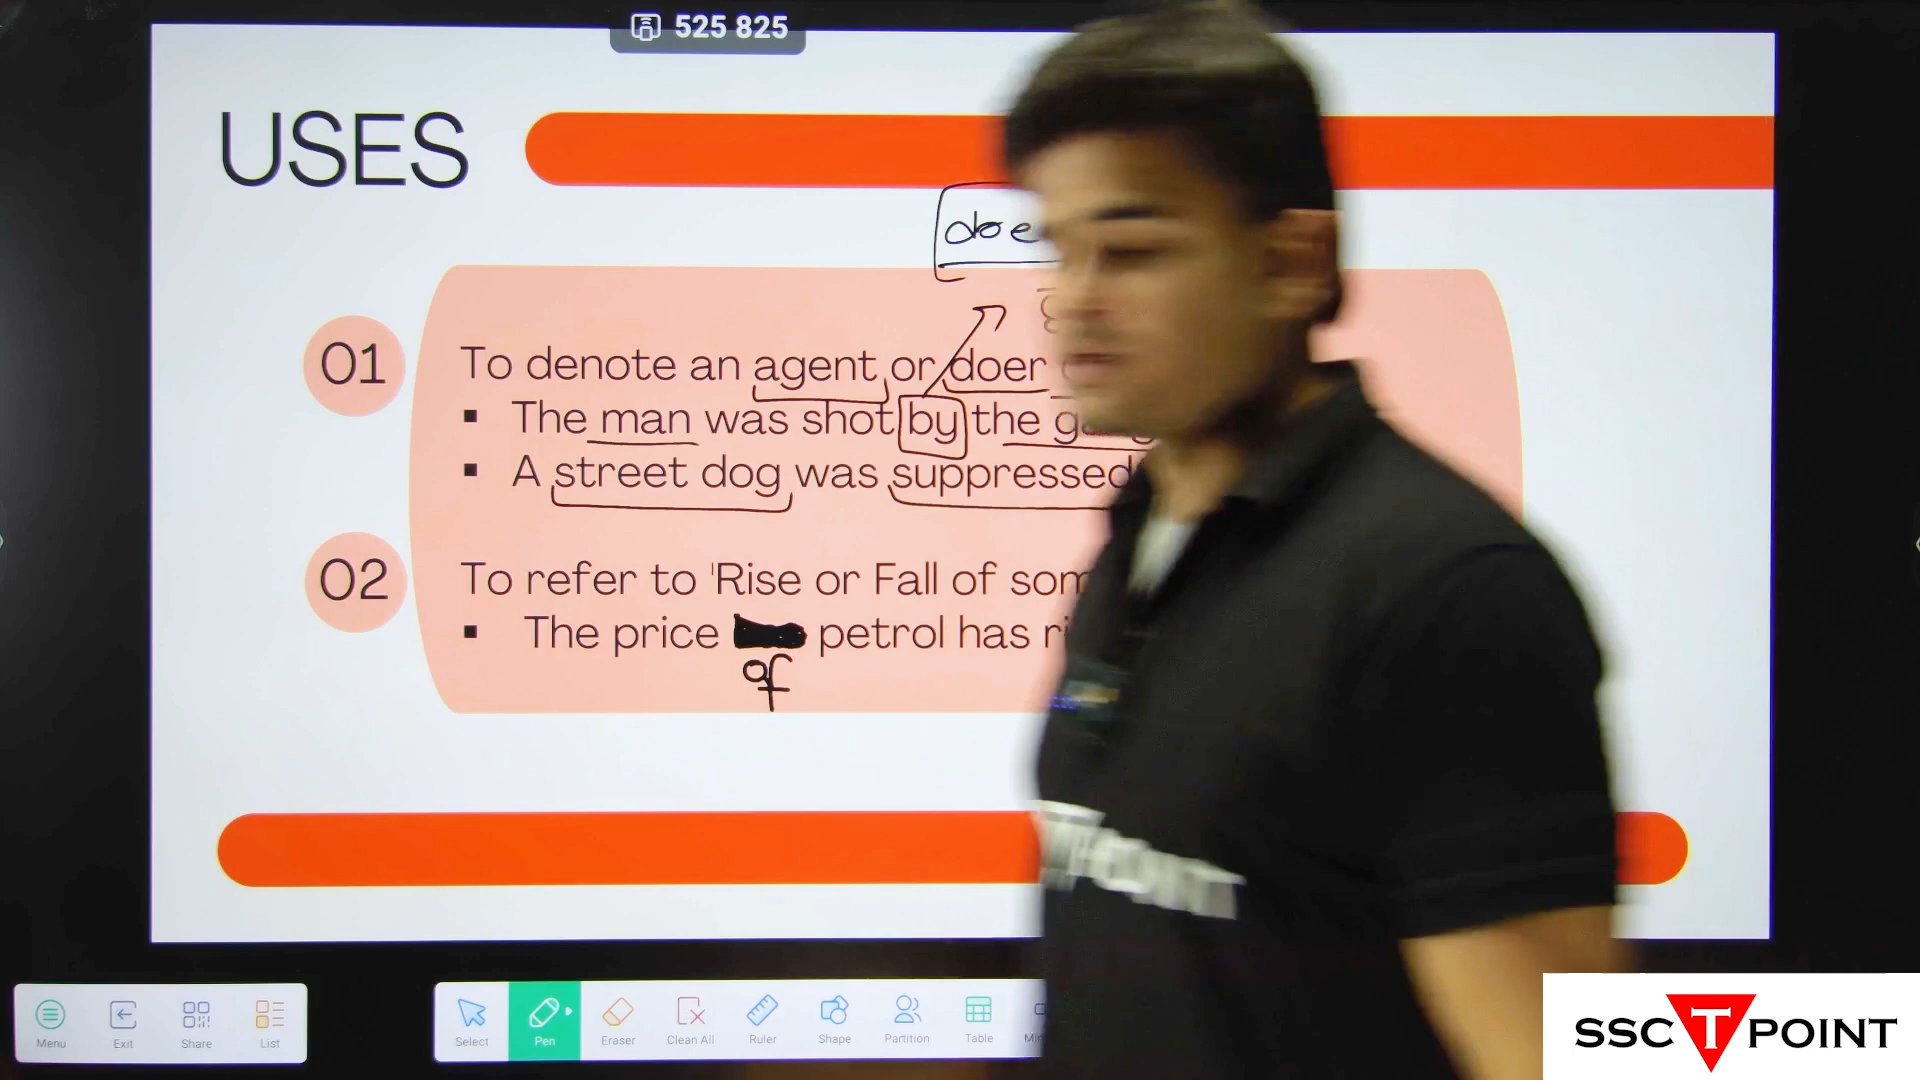 525 825
USES
doe
01 To denote an agent or doer
▪ The man was shot by the
▪ A street dog was suppressed
02 To refer to 'Rise or Fall of
▪ The price petrol has
of
Menu Exit Share List Select Pen Eraser Clean All Ruler Shape Partition Table
T POINT
SSC T POINT